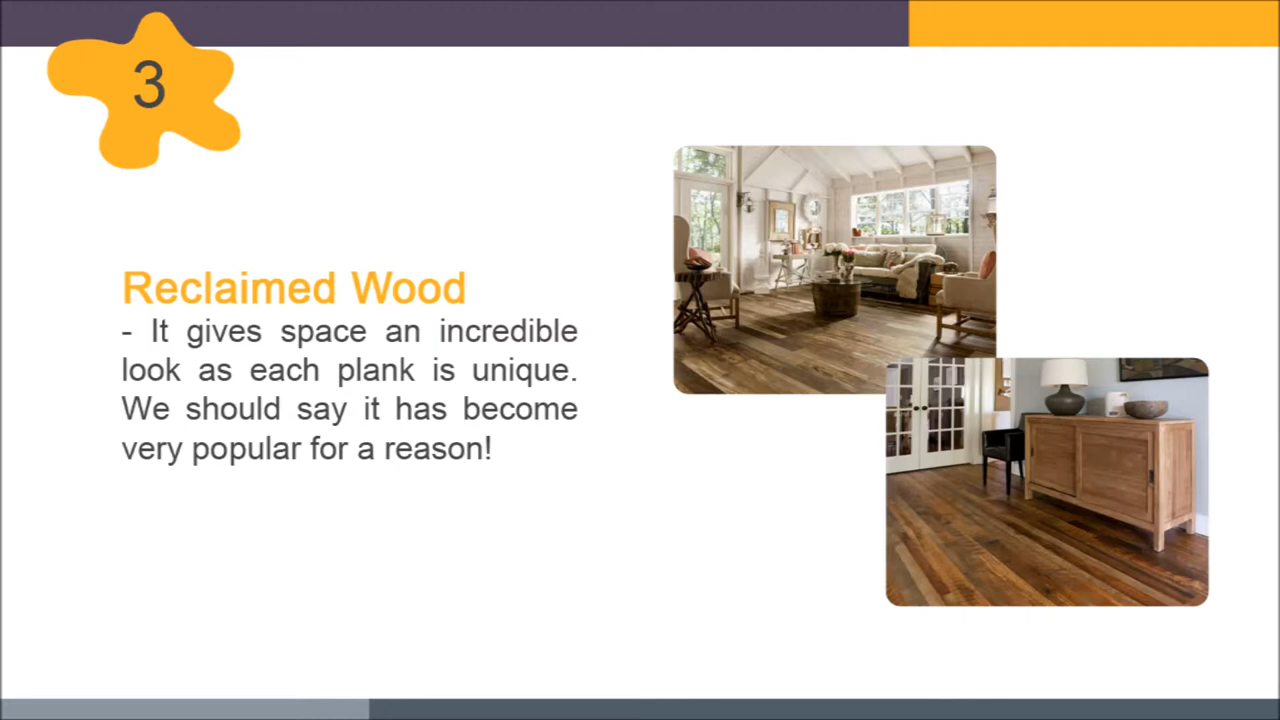 3
Reclaimed Wood
- It gives space an incredible
look as each plank is unique.
We should say it has become
very popular for a reason!